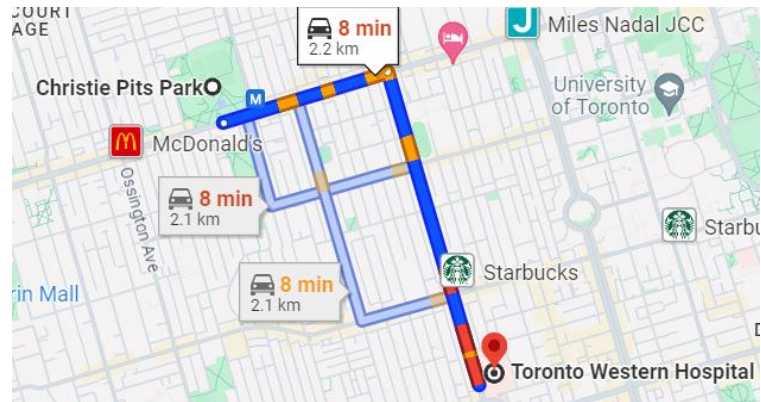 COURT
AGE
8 min
2.2 km
J
Miles Nadal JCC
Christie Pits Park
M
University
of Toronto
McDonald's
Ossington Ave
8 min
2.1 km
Starbu
Starbucks
8 min
2.1 km
rin Mall
D
Toronto Western Hospital